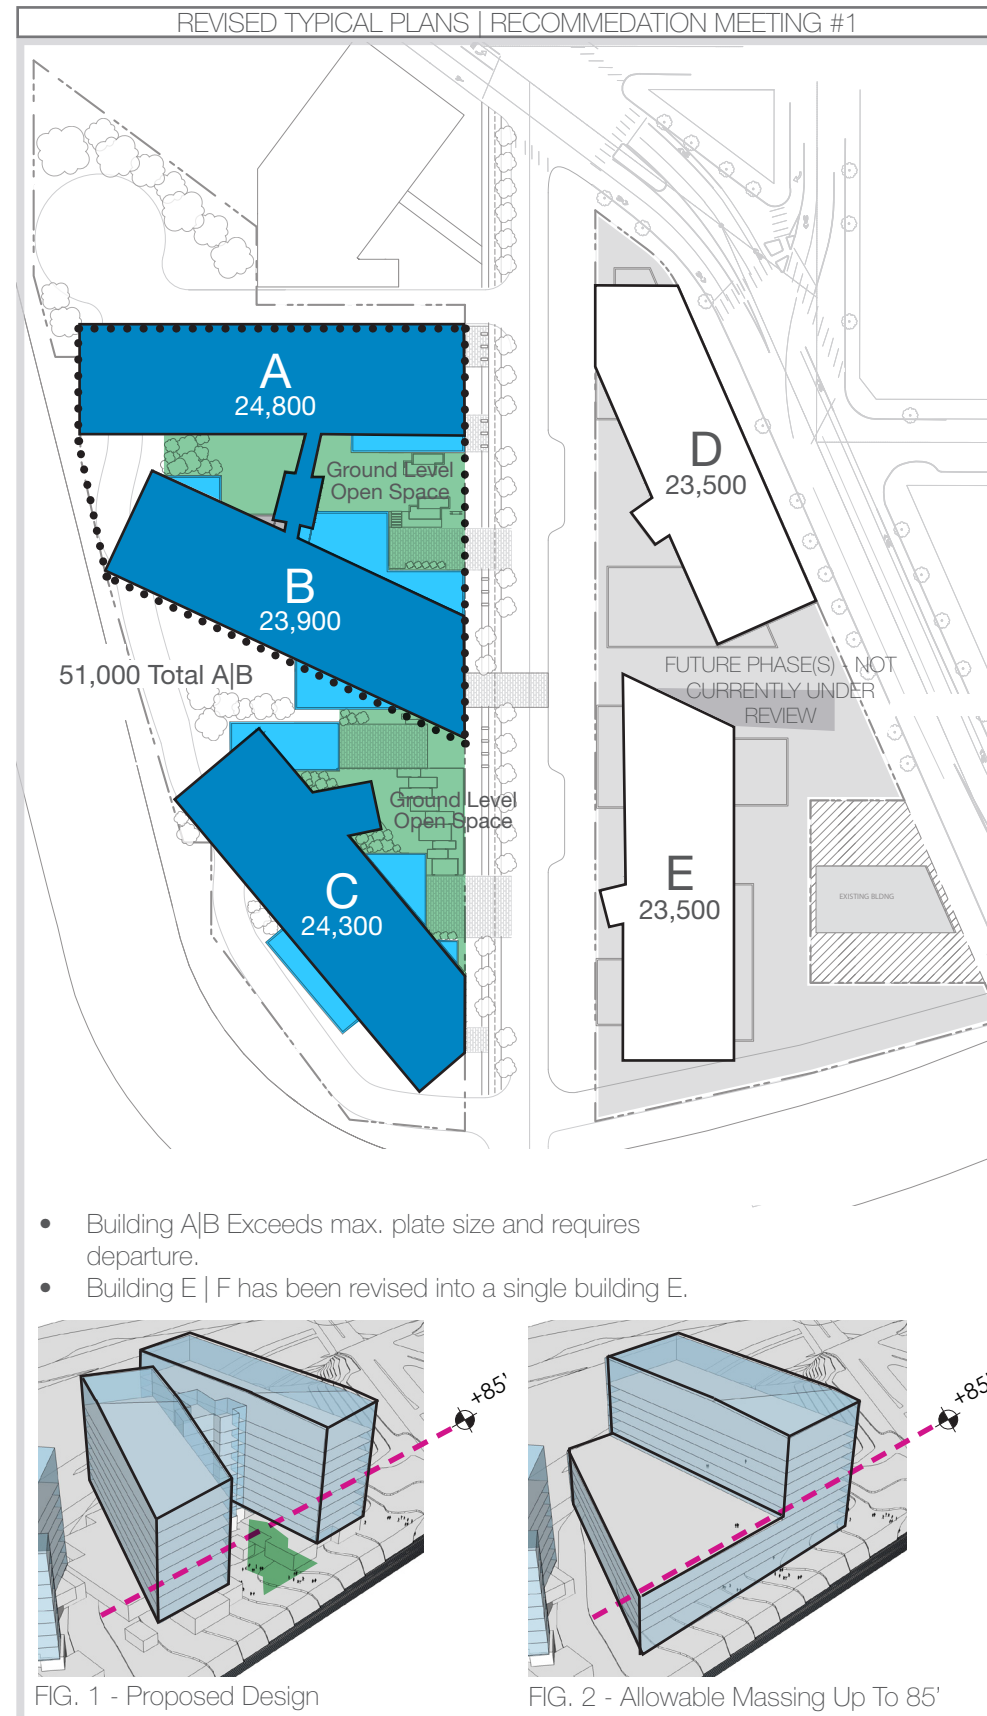 REVISED TYPICAL PLANS | RECOMMEDATION MEETING #1
A
24,800
Ground Level
Open Space
B
23,900
51,000 Total A|B
Ground Level
Open Space
C
24,300
D
23,500
FUTURE PHASE(S) - NOT
CURRENTLY UNDER
REVIEW
E
23,500
EXISTING BLDNG
• Building A|B Exceeds max. plate size and requires
departure.
• Building E | F has been revised into a single building E.
+85'
+85'
FIG. 1 - Proposed Design
FIG. 2 - Allowable Massing Up To 85'